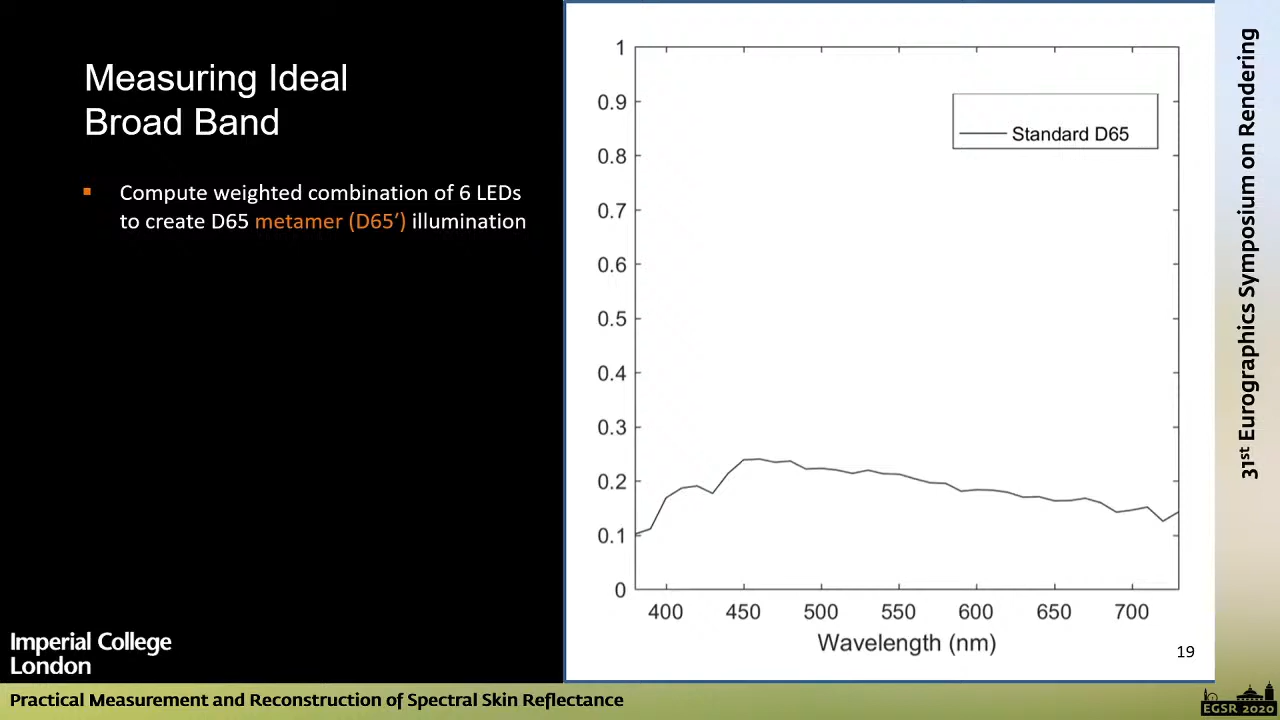 Measuring Ideal
Broad Band
▪ Compute weighted combination of 6 LEDs
to create D65 metamer (D65’) illumination
1
0.9
0.8
0.7
0.6
0.5
0.4
0.3
0.2
0.1
0
400 450 500 550 600 650 700
Wavelength (nm)
Standard D65
19
31st Eurographics Symposium on Rendering
Imperial College
London
Practical Measurement and Reconstruction of Spectral Skin Reflectance
EGSR 2020